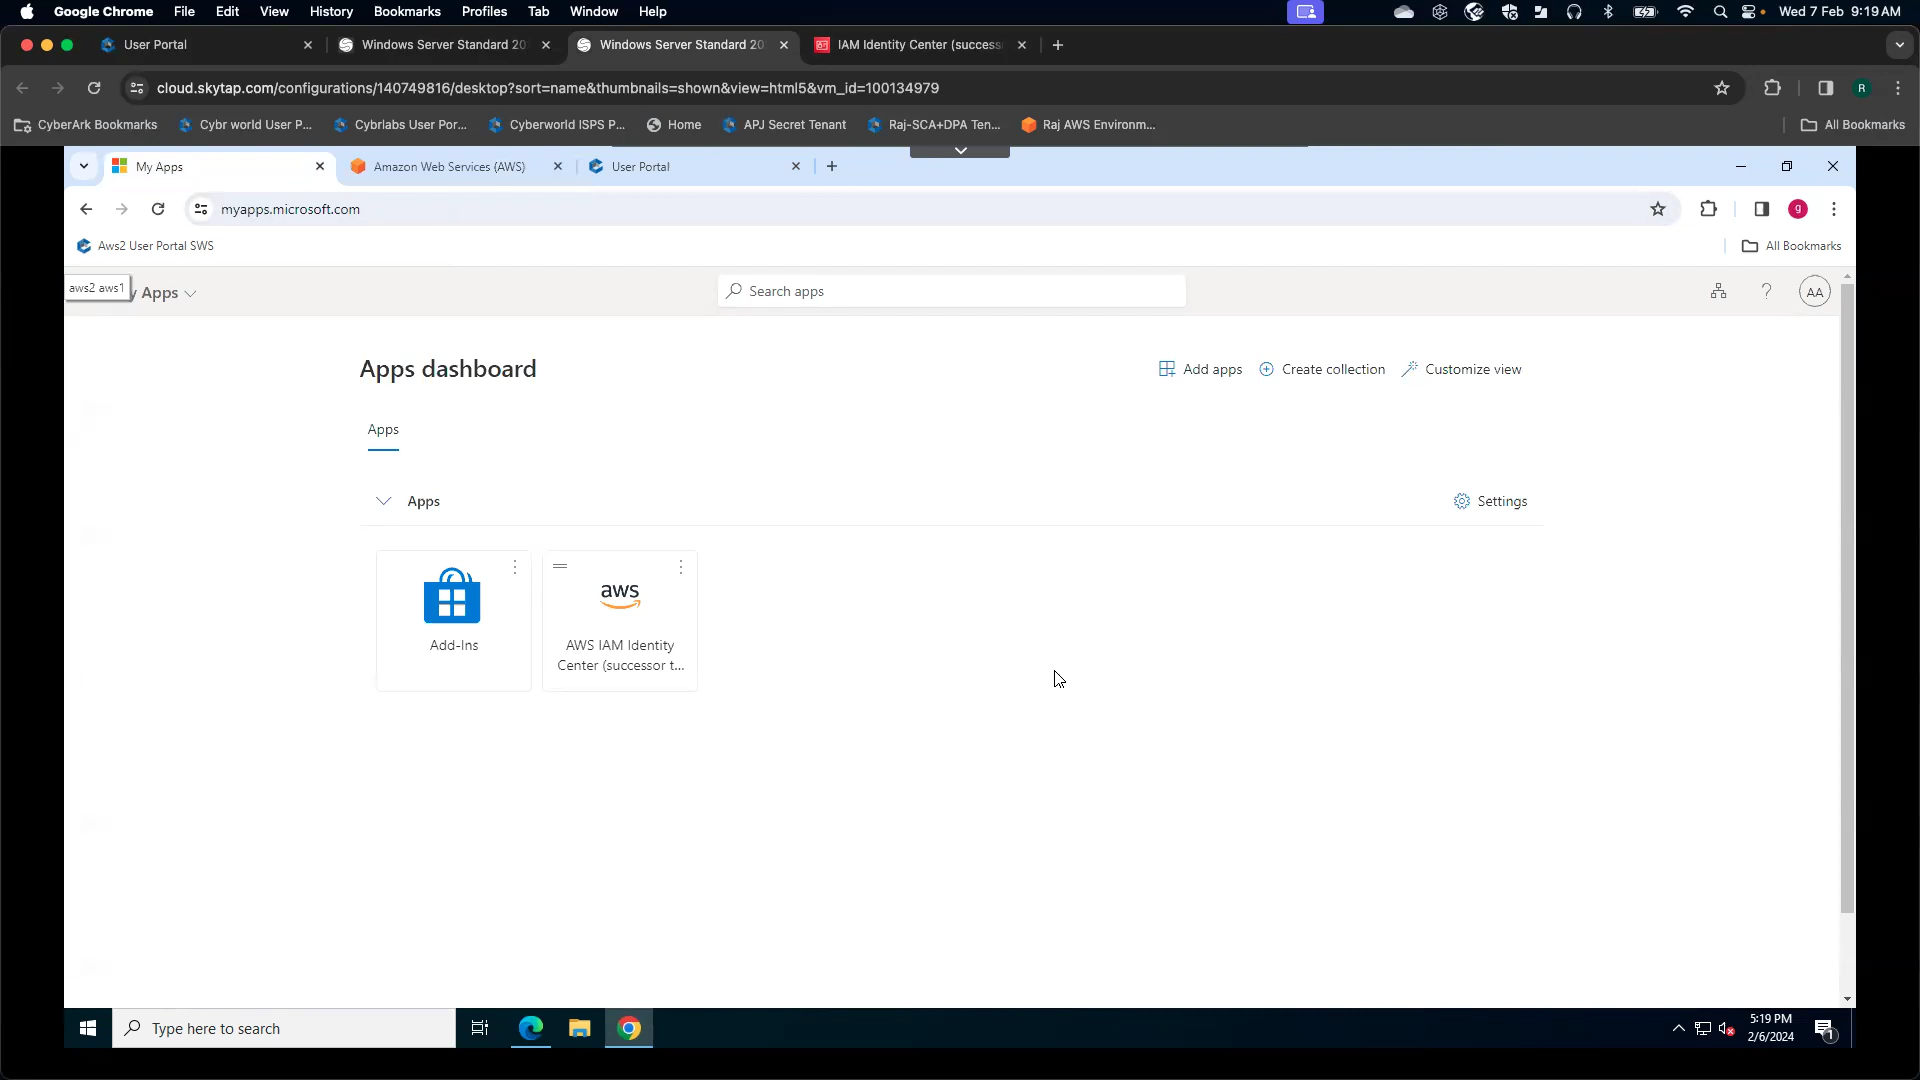 Google Chrome File Edit View History Bookmarks Profiles Tab Window Help Wed 7 Feb 9:19 AM
User Portal Windows Server Standard 20 Windows Server Standard 20 IAM Identity Center (success
cloud.skytap.com/configurations/140749816/desktop?sort=name&thumbnails=shown&view=html5&vm_id=100134979 R
CyberArk Bookmarks Cybr world User P... Cybrlabs User Por... Cyberworld ISPS P... Home APJ Secret Tenant Raj-SCA+DPA Ten... Raj AWS Environm... All Bookmarks
My Apps Amazon Web Services (AWS) User Portal
myapps.microsoft.com g
Aws2 User Portal SWS All Bookmarks
aws2 aws1 y Apps Search apps ? AA
Apps dashboard Add apps Create collection Customize view
Apps
Apps Settings
aws
Add-Ins AWS IAM Identity
Center (successor t...
Type here to search
5:19 PM
2/6/2024
1